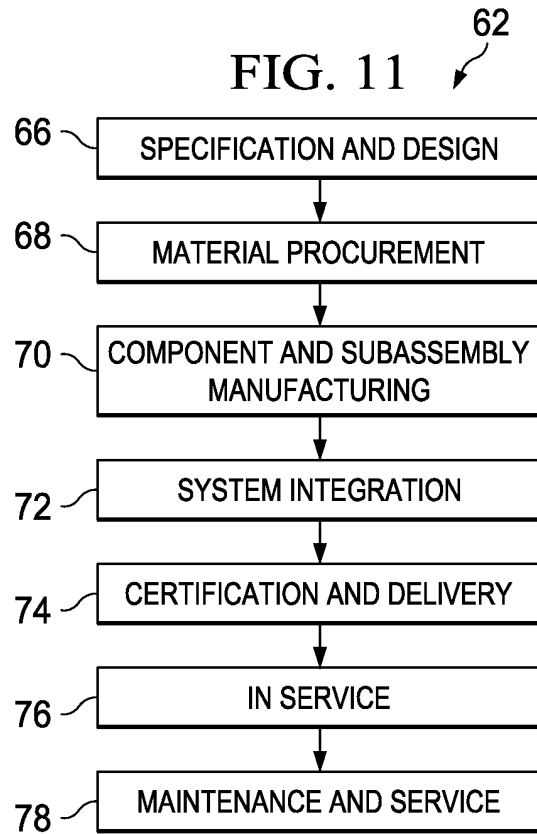 62
FIG. 11
66
SPECIFICATION AND DESIGN
68
MATERIAL PROCUREMENT
70
COMPONENT AND SUBASSEMBLY
MANUFACTURING
72
SYSTEM INTEGRATION
74
CERTIFICATION AND DELIVERY
76
IN SERVICE
78
MAINTENANCE AND SERVICE